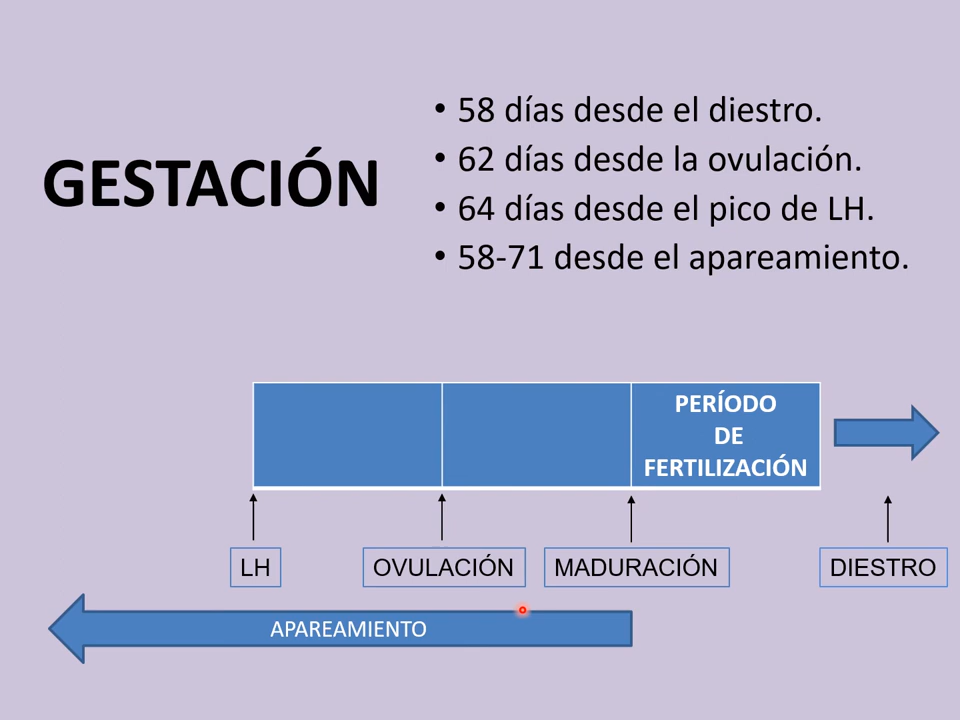 GESTACIÓN
• 58 días desde el diestro.
• 62 días desde la ovulación.
• 64 días desde el pico de LH.
• 58-71 desde el apareamiento.
PERÍODO
DE
FERTILIZACIÓN
LH
OVULACIÓN
MADURACIÓN
DIESTRO
APAREAMIENTO